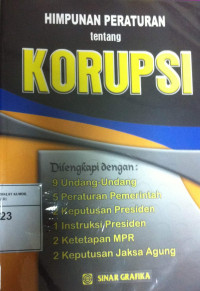 HIMPUNAN PERATURAN
tentang
KORUPSI
Dilengkapi dengan :
9 Undang Undang
5 Peraturan Pemerintah
Keputusan Presiden
1 Instruksi Presiden
2 Ketetapan MPR
2 Keputusan Jaksa Agung
23
SINAR GRAFIKA